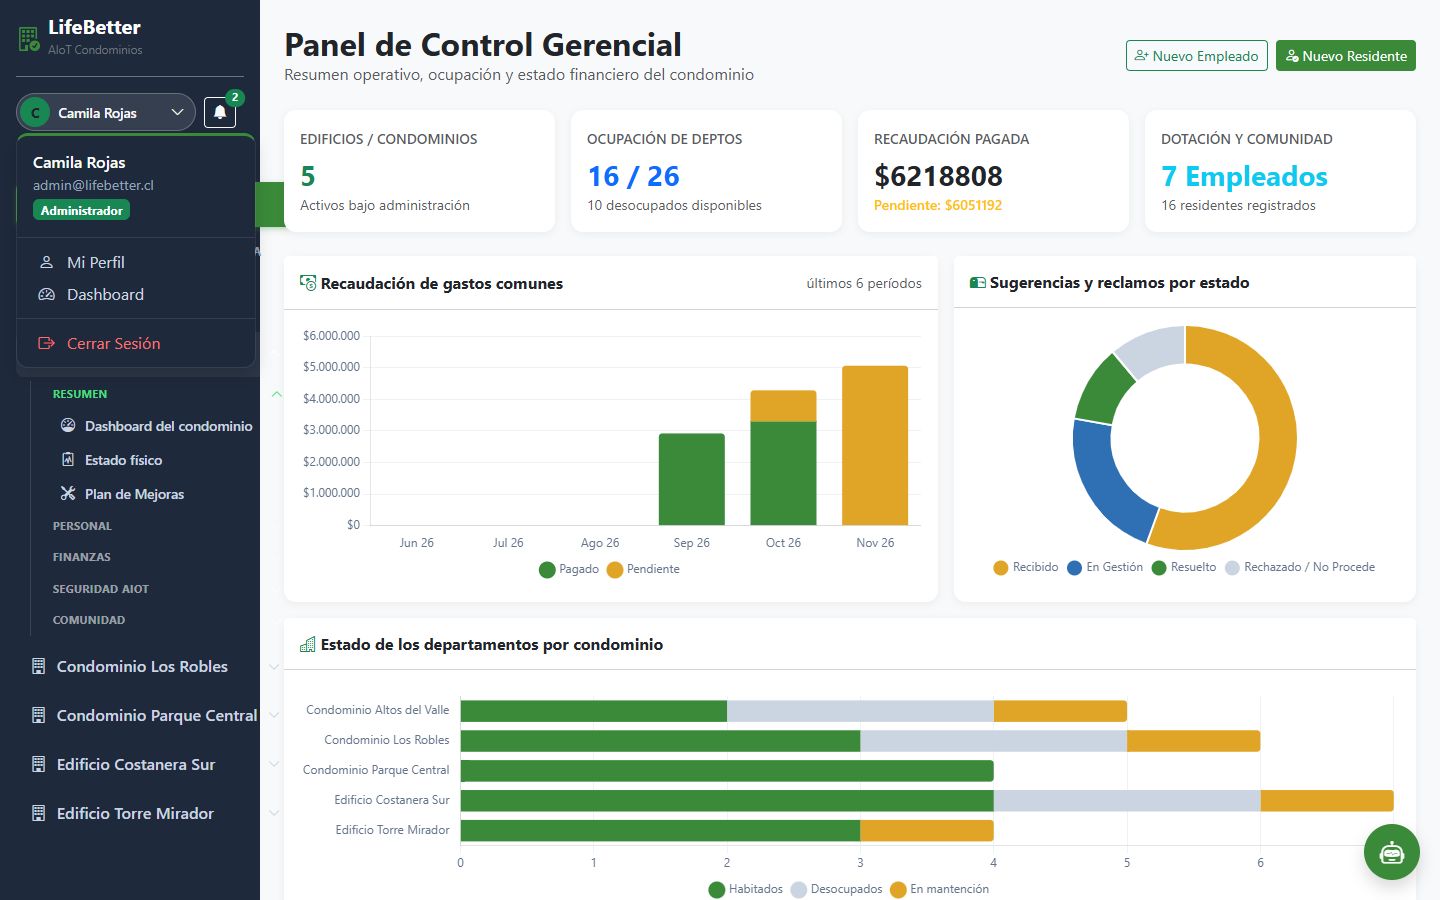 LifeBetter
AIoT Condominios
C
Camila Rojas
2
Camila Rojas
admin@lifebetter.cl
Administrador
Mi Perfil
Dashboard
Cerrar Sesión
RESUMEN
Dashboard del condominio
Estado físico
Plan de Mejoras
PERSONAL
FINANZAS
SEGURIDAD AIOT
COMUNIDAD
Condominio Los Robles
Condominio Parque Central
Edificio Costanera Sur
Edificio Torre Mirador
Panel de Control Gerencial
Resumen operativo, ocupación y estado financiero del condominio
Nuevo Empleado
Nuevo Residente
EDIFICIOS / CONDOMINIOS
5
Activos bajo administración
OCUPACIÓN DE DEPTOS
16 / 26
10 desocupados disponibles
RECAUDACIÓN PAGADA
$6218808
Pendiente: $6051192
DOTACIÓN Y COMUNIDAD
7 Empleados
16 residentes registrados
Recaudación de gastos comunes
últimos 6 períodos
$6.000.000
$5.000.000
$4.000.000
$3.000.000
$2.000.000
$1.000.000
$0
Jun 26 Jul 26 Ago 26 Sep 26 Oct 26 Nov 26
Pagado Pendiente
Sugerencias y reclamos por estado
Recibido En Gestión Resuelto Rechazado / No Procede
Estado de los departamentos por condominio
Condominio Altos del Valle
Condominio Los Robles
Condominio Parque Central
Edificio Costanera Sur
Edificio Torre Mirador
0 1 2 3 4 5 6
Habitados Desocupados En mantención